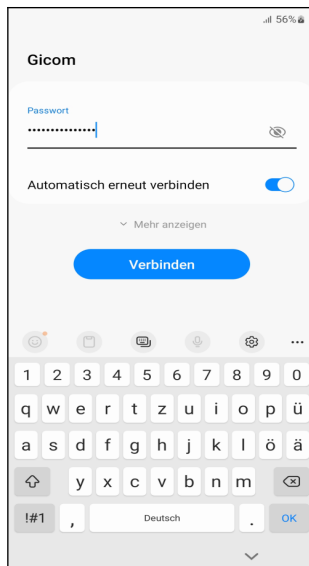 56%
Gicom
Passwort
•••••••••••••••
Automatisch erneut verbinden
Mehr anzeigen
Verbinden
1 2 3 4 5 6 7 8 9 0
q w e r t z u i o p ü
a s d f g h j k l ö ä
y x c v b n m
!#1 , Deutsch . OK